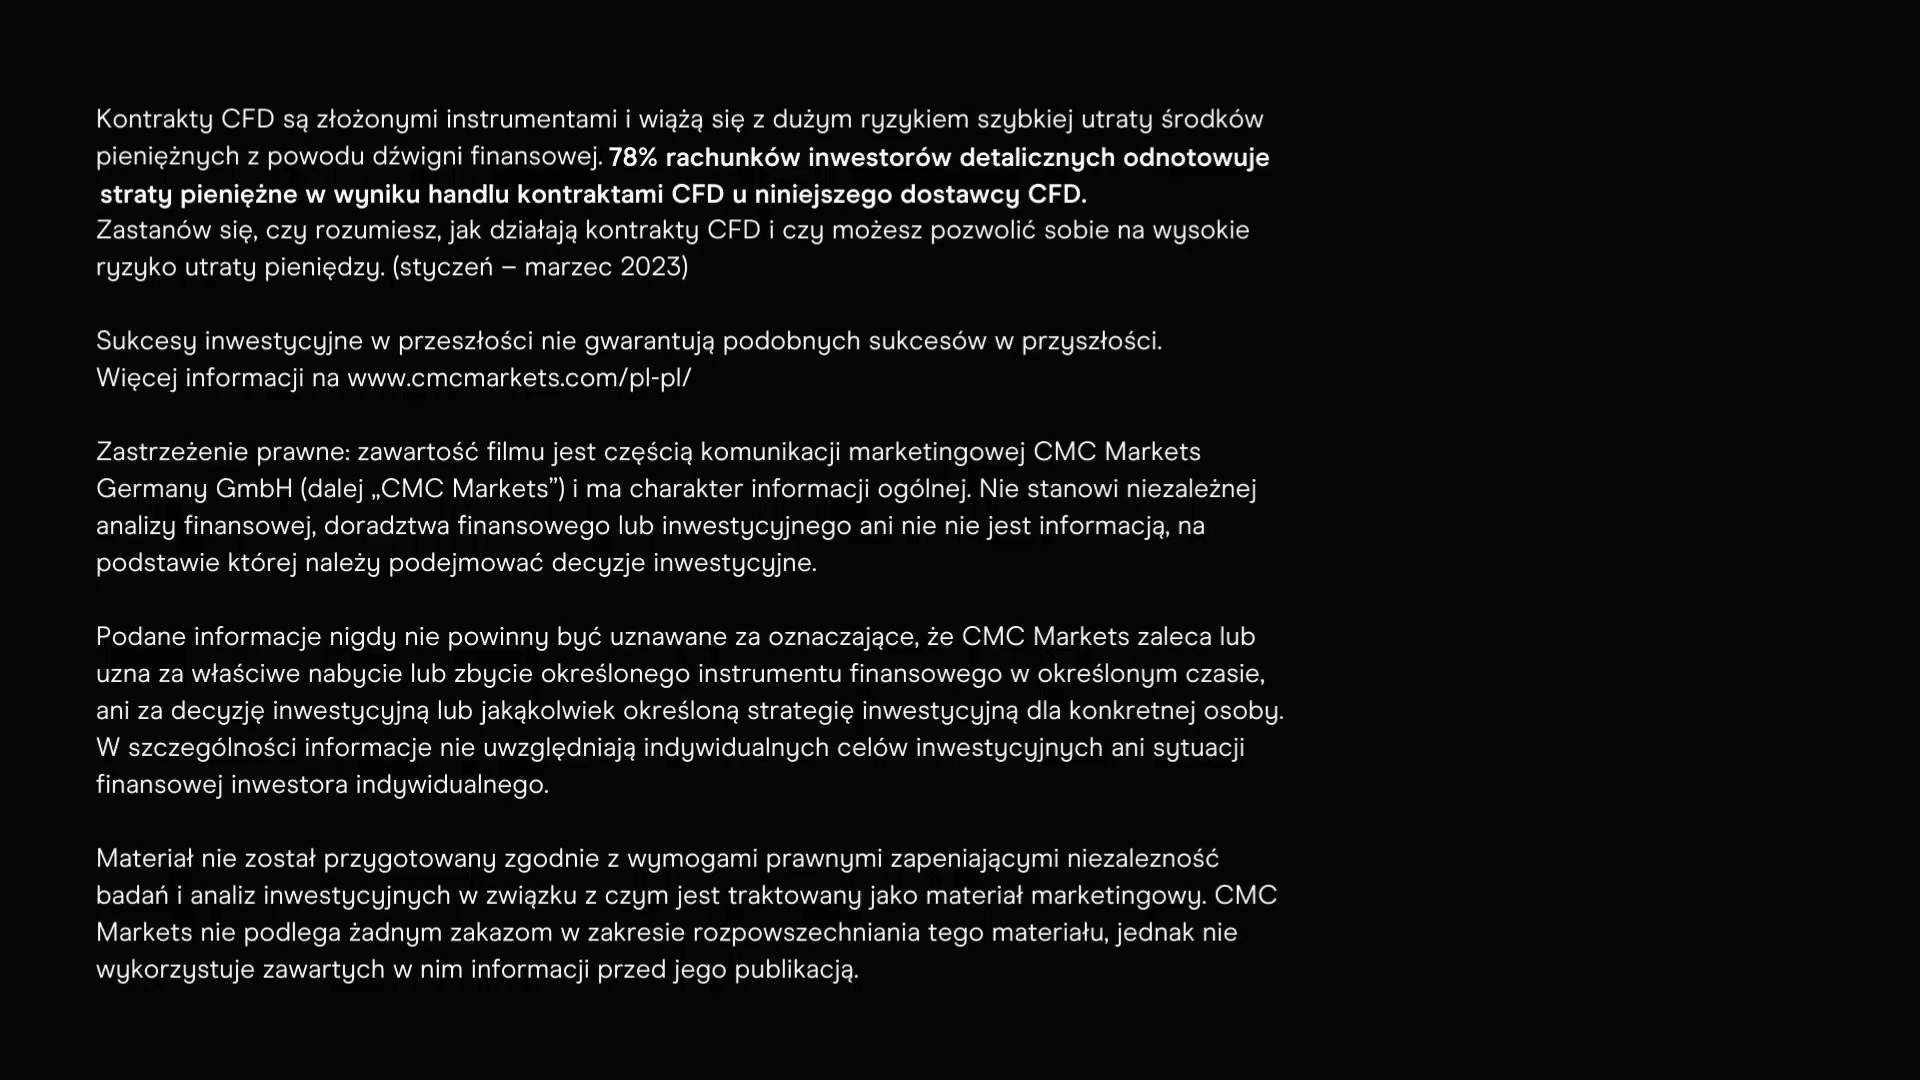 Kontrakty CFD są złożonymi instrumentami i wiążą się z dużym ryzykiem szybkiej utraty środków
pieniężnych z powodu dźwigni finansowej. 78% rachunków inwestorów detalicznych odnotowuje
straty pieniężne w wyniku handlu kontraktami CFD u niniejszego dostawcy CFD.
Zastanów się, czy rozumiesz, jak działają kontrakty CFD i czy możesz pozwolić sobie na wysokie
ryzyko utraty pieniędzy. (styczeń – marzec 2023)
Sukcesy inwestycyjne w przeszłości nie gwarantują podobnych sukcesów w przyszłości.
Więcej informacji na www.cmcmarkets.com/pl-pl/
Zastrzeżenie prawne: zawartość filmu jest częścią komunikacji marketingowej CMC Markets
Germany GmbH (dalej „CMC Markets”) i ma charakter informacji ogólnej. Nie stanowi niezależnej
analizy finansowej, doradztwa finansowego lub inwestycyjnego ani nie nie jest informacją, na
podstawie której należy podejmować decyzje inwestycyjne.
Podane informacje nigdy nie powinny być uznawane za oznaczające, że CMC Markets zaleca lub
uzna za właściwe nabycie lub zbycie określonego instrumentu finansowego w określonym czasie,
ani za decyzję inwestycyjną lub jakąkolwiek określoną strategię inwestycyjną dla konkretnej osoby.
W szczególności informacje nie uwzględniają indywidualnych celów inwestycyjnych ani sytuacji
finansowej inwestora indywidualnego.
Materiał nie został przygotowany zgodnie z wymogami prawnymi zapeniającymi niezalezność
badań i analiz inwestycyjnych w związku z czym jest traktowany jako materiał marketingowy. CMC
Markets nie podlega żadnym zakazom w zakresie rozpowszechniania tego materiału, jednak nie
wykorzystuje zawartych w nim informacji przed jego publikacją.